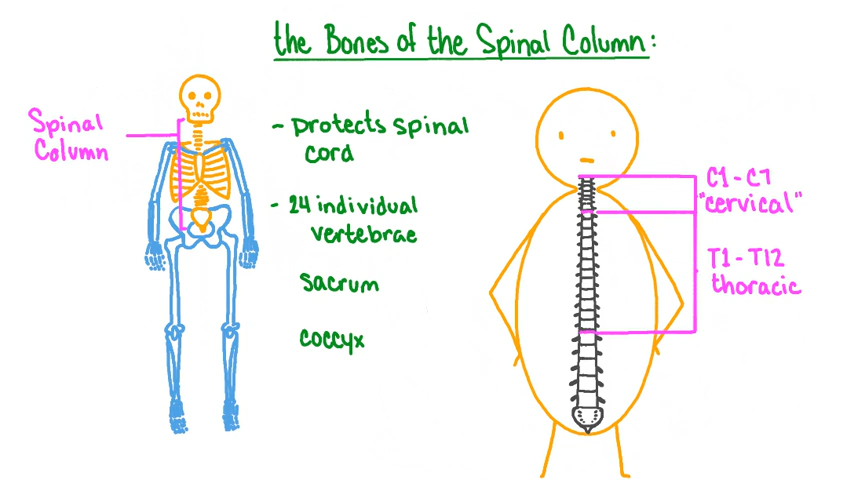 the Bones of the Spinal Column:
Spinal
Column
- Protects spinal
cord
- 24 individual
vertebrae
sacrum
coccyx
C1-C7
"cervical"
T1-T12
thoracic